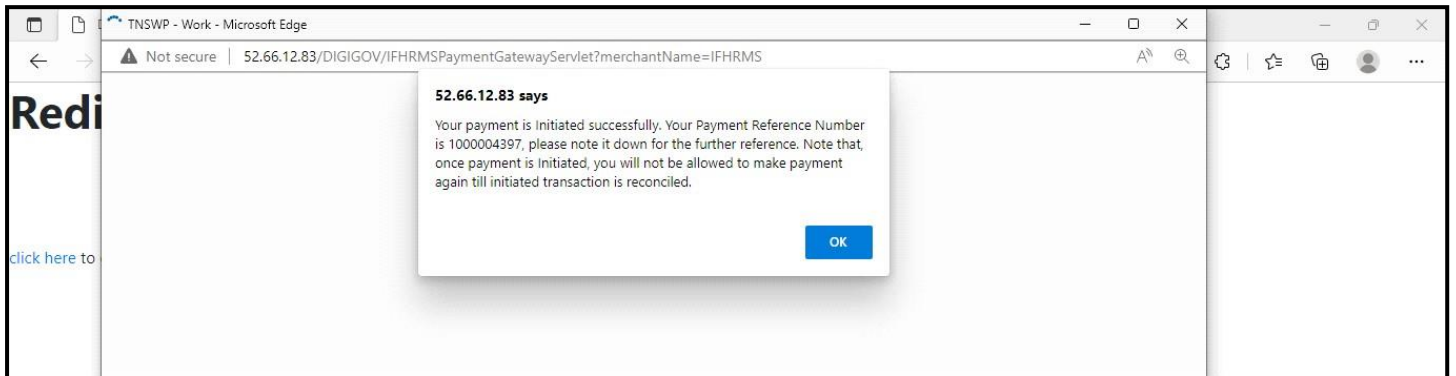 TNSWP - Work - Microsoft Edge
Not secure | 52.66.12.83/DIGIGOV/IFHRMSPaymentGatewayServlet?merchantName=IFHRMS
Redi
52.66.12.83 says
Your payment is Initiated successfully. Your Payment Reference Number
is 1000004397, please note it down for the further reference. Note that,
once payment is Initiated, you will not be allowed to make payment
again till initiated transaction is reconciled.
OK
click here to